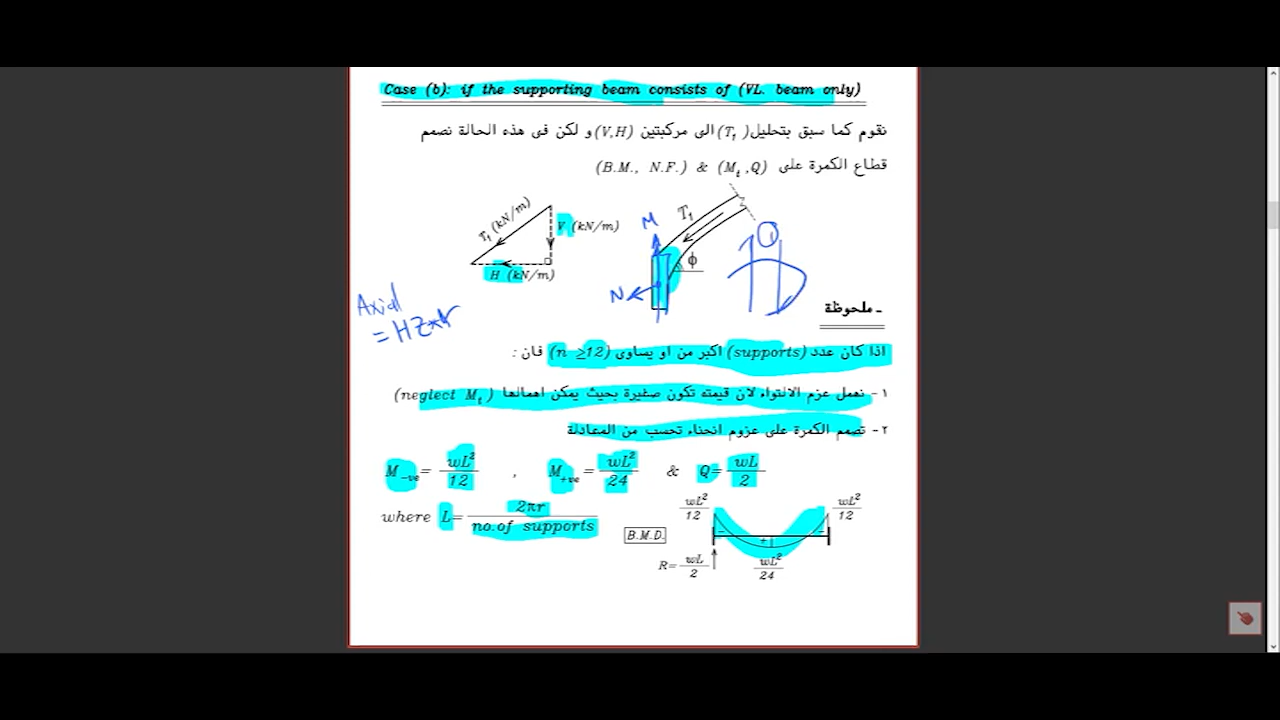 Case (b): if the supporting beam consists of (VL. beam only)
نقوم كما سبق بتحليل (T₁) الى مركبتين (V,H) و لكن فى هذه الحالة نصمم
قطاع الكمرة على (B.M., N.F.) & (Mₜ,Q)
T₁ (kN/m)
V (kN/m)
H (kN/m)
M
T₁
ϕ
N
Q
Axial
= HZ*r
- ملحوظة
اذا كان عدد (supports) اكبر من او يساوى (n ≥12) فان :
١- نهمل عزم الالتواء لان قيمته تكون صغيرة بحيث يمكن اهمالها (neglect Mₜ)
٢- تصمم الكمرة على عزوم انحناء تحسب من المعادلة
M₋ᵥₑ = wL²/12 , M₊ᵥₑ = wL²/24 & Q= wL/2
where L= 2πr/no.of supports
B.M.D.
wL²/12
wL²/12
- + -
R= wL/2
wL²/24